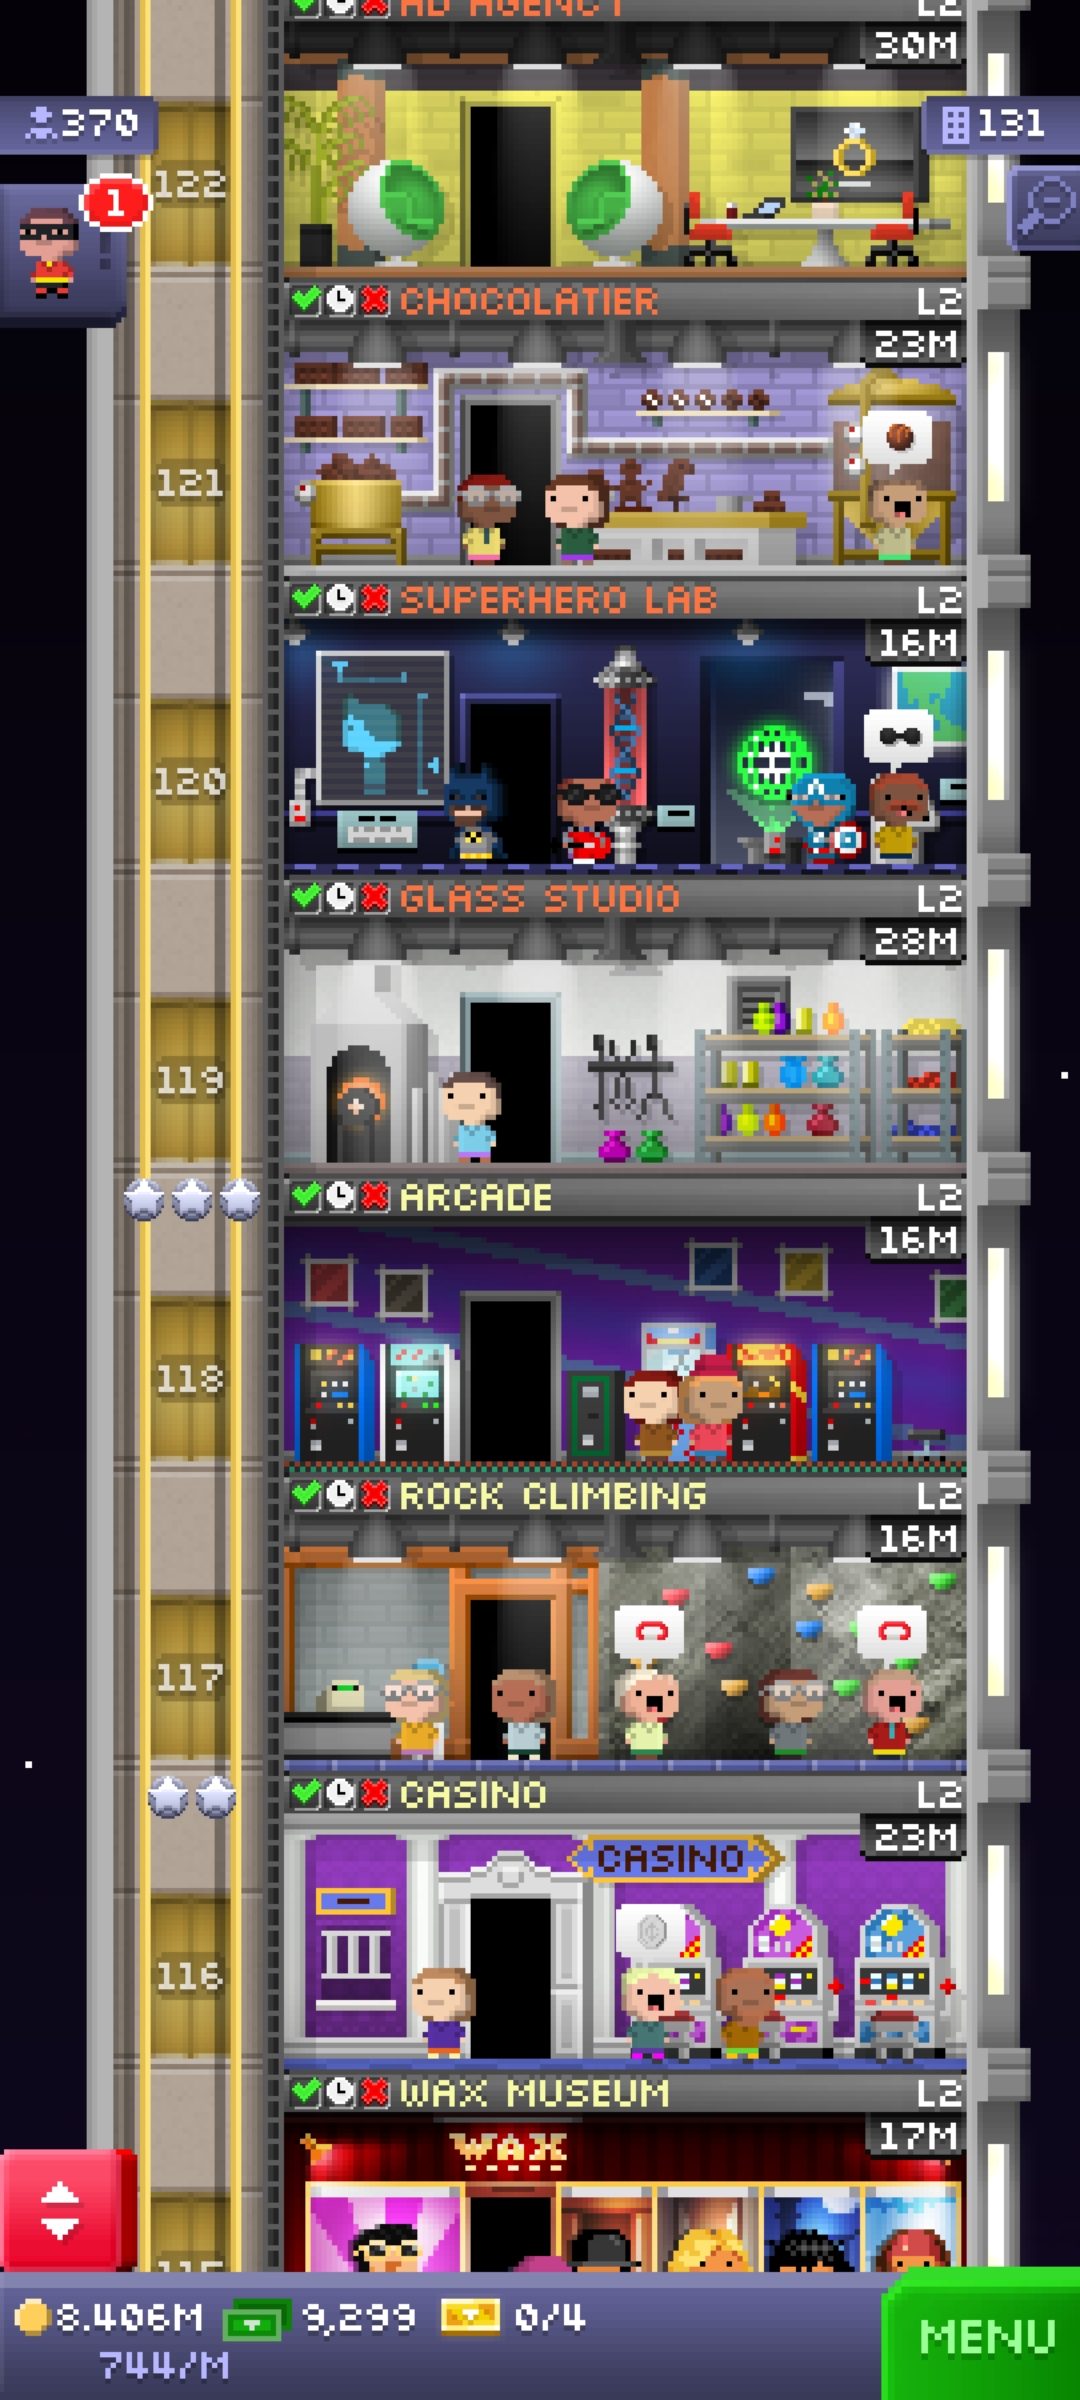 AD AGENCY L2
30M
370
131
1
122
CHOCOLATIER L2
23M
121
SUPERHERO LAB L2
16M
120
GLASS STUDIO L2
28M
119
ARCADE L2
16M
118
ROCK CLIMBING L2
16M
117
CASINO L2
23M
CASINO
116
WAX MUSEUM L2
17M
WAX
115
8.406M 9,299 0/4
744/M
MENU